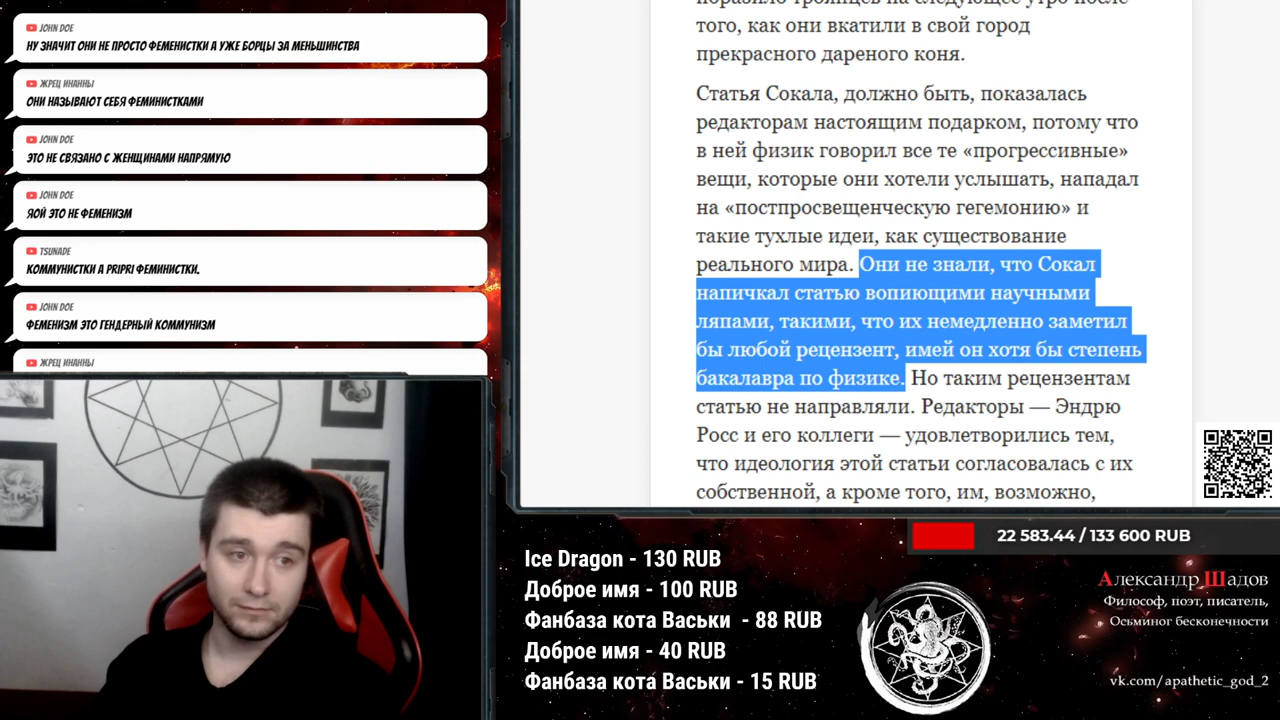 JOHN DOE
НУ ЗНАЧИТ ОНИ НЕ ПРОСТО ФЕМЕНИСТКИ А УЖЕ БОРЦЫ ЗА МЕНЬШИНСТВА
ЖРЕЦ ИНАННЫ
ОНИ НАЗЫВАЮТ СЕБЯ ФЕМИНИСТКАМИ
JOHN DOE
ЭТО НЕ СВЯЗАНО С ЖЕНЩИНАМИ НАПРЯМУЮ
JOHN DOE
ЯОЙ ЭТО НЕ ФЕМЕНИЗМ
TSUNADE
КОММУНИСТКИ A PRIPRI ФЕМИНИСТКИ.
JOHN DOE
ФЕМЕНИЗМ ЭТО ГЕНДЕРНЫЙ КОММУНИЗМ
ЖРЕЦ ИНАННЫ
поразило троянцев на следующее утро после
того, как они вкатили в свой город
прекрасного дареного коня.
Статья Сокала, должно быть, показалась
редакторам настоящим подарком, потому что
в ней физик говорил все те «прогрессивные»
вещи, которые они хотели услышать, нападал
на «постпросвещенческую гегемонию» и
такие тухлые идеи, как существование
реального мира. Они не знали, что Сокал
напичкал статью вопиющими научными
ляпами, такими, что их немедленно заметил
бы любой рецензент, имей он хотя бы степень
бакалавра по физике. Но таким рецензентам
статью не направляли. Редакторы — Эндрю
Росс и его коллеги — удовлетворились тем,
что идеология этой статьи согласовалась с их
собственной, а кроме того, им, возможно,
22 583.44 / 133 600 RUB
Ice Dragon - 130 RUB
Доброе имя - 100 RUB
Фанбаза кота Васьки - 88 RUB
Доброе имя - 40 RUB
Фанбаза кота Васьки - 15 RUB
Александр Шадов
Философ, поэт, писатель,
Осьминог бесконечности
vk.com/apathetic_god_2